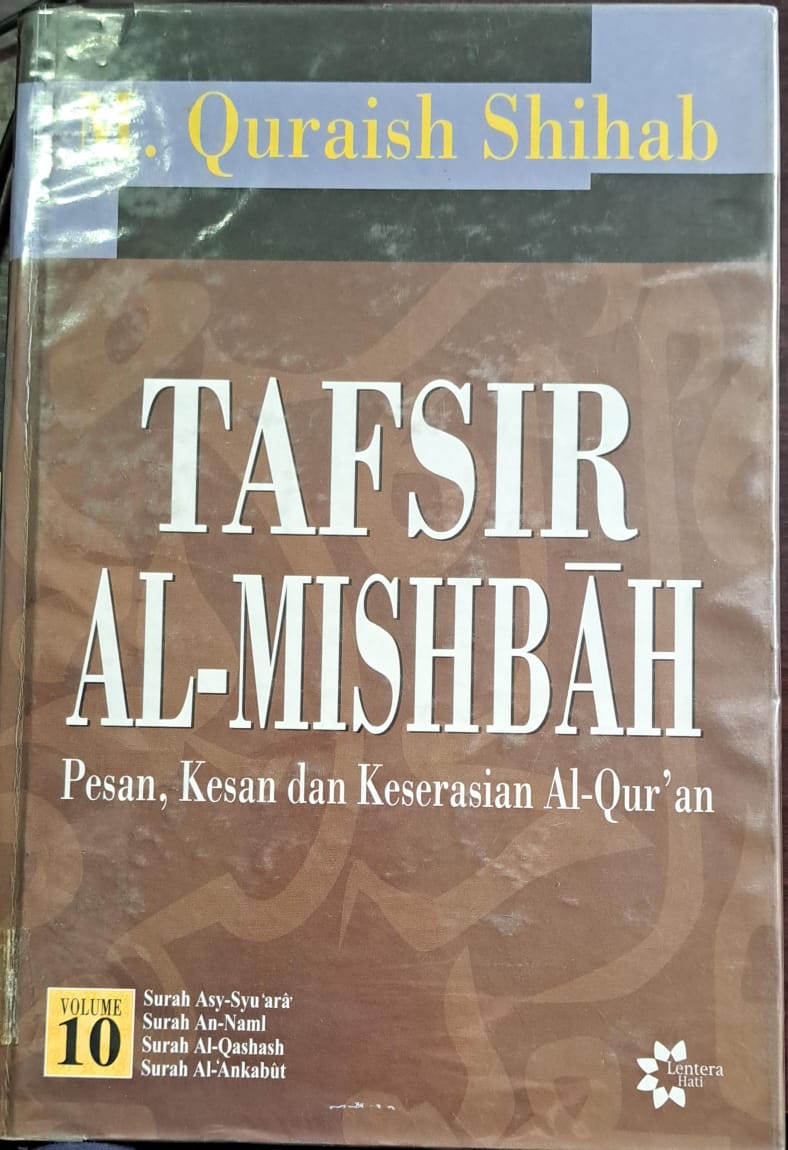 M. Quraish Shihab
TAFSIR
AL-MISHBĀH
Pesan, Kesan dan Keserasian Al-Qur'an
VOLUME
10
Surah Asy-Syu‘arâ’
Surah An-Naml
Surah Al-Qashash
Surah Al-‘Ankabût
Lentera
Hati